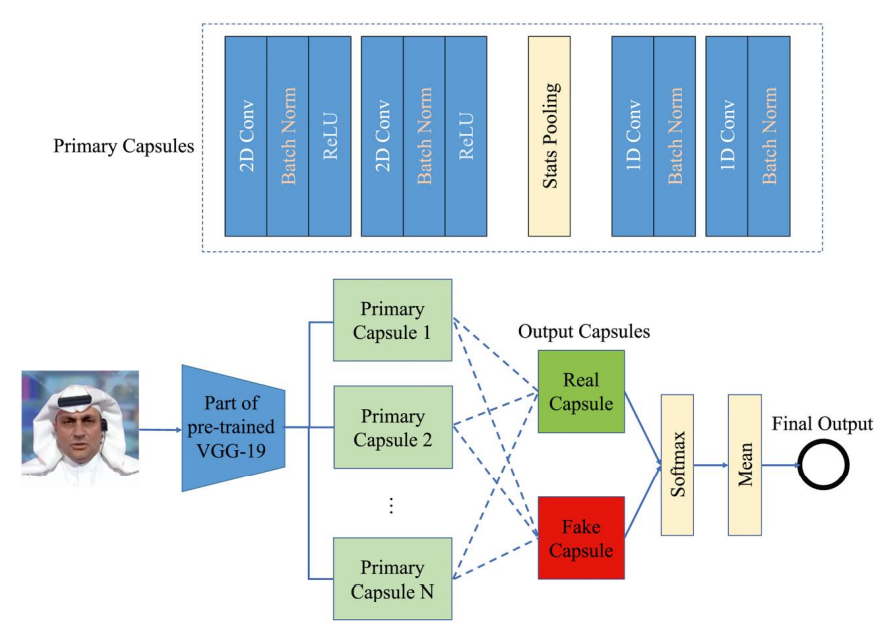 Primary Capsules
2D Conv
Batch Norm
ReLU
2D Conv
Batch Norm
ReLU
Stats Pooling
1D Conv
Batch Norm
1D Conv
Batch Norm
Part of
pre-trained
VGG-19
Primary
Capsule 1
Primary
Capsule 2
...
Primary
Capsule N
Output Capsules
Real
Capsule
Fake
Capsule
Softmax
Mean
Final Output